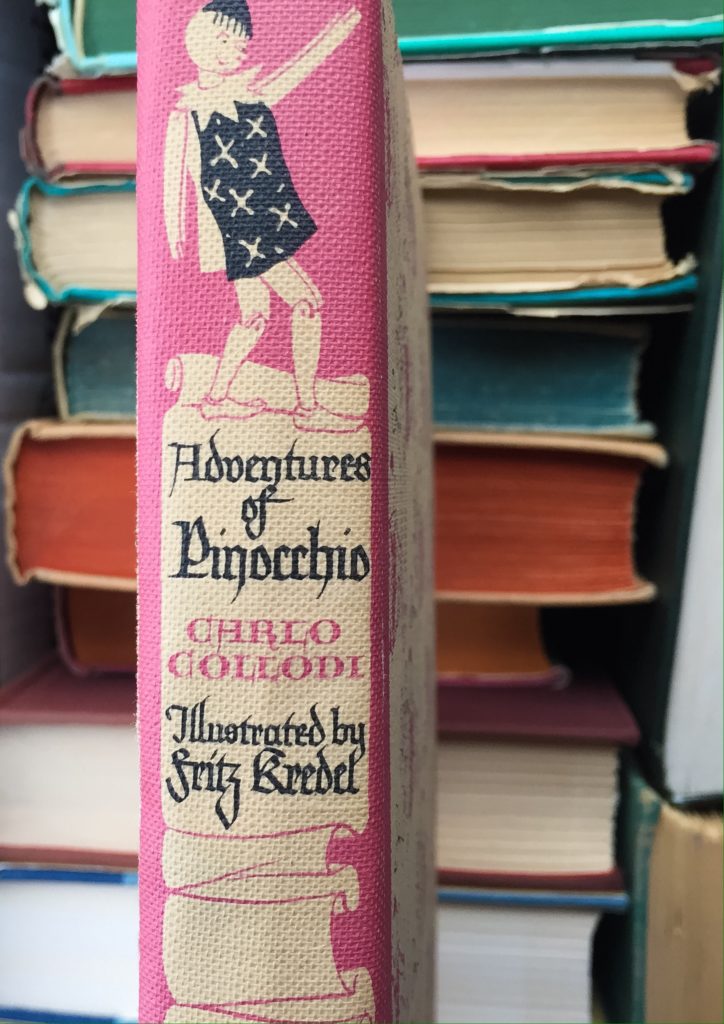 Adventures
of
Pinocchio
CARLO
COLLODI
Illustrated by
Fritz Kredel